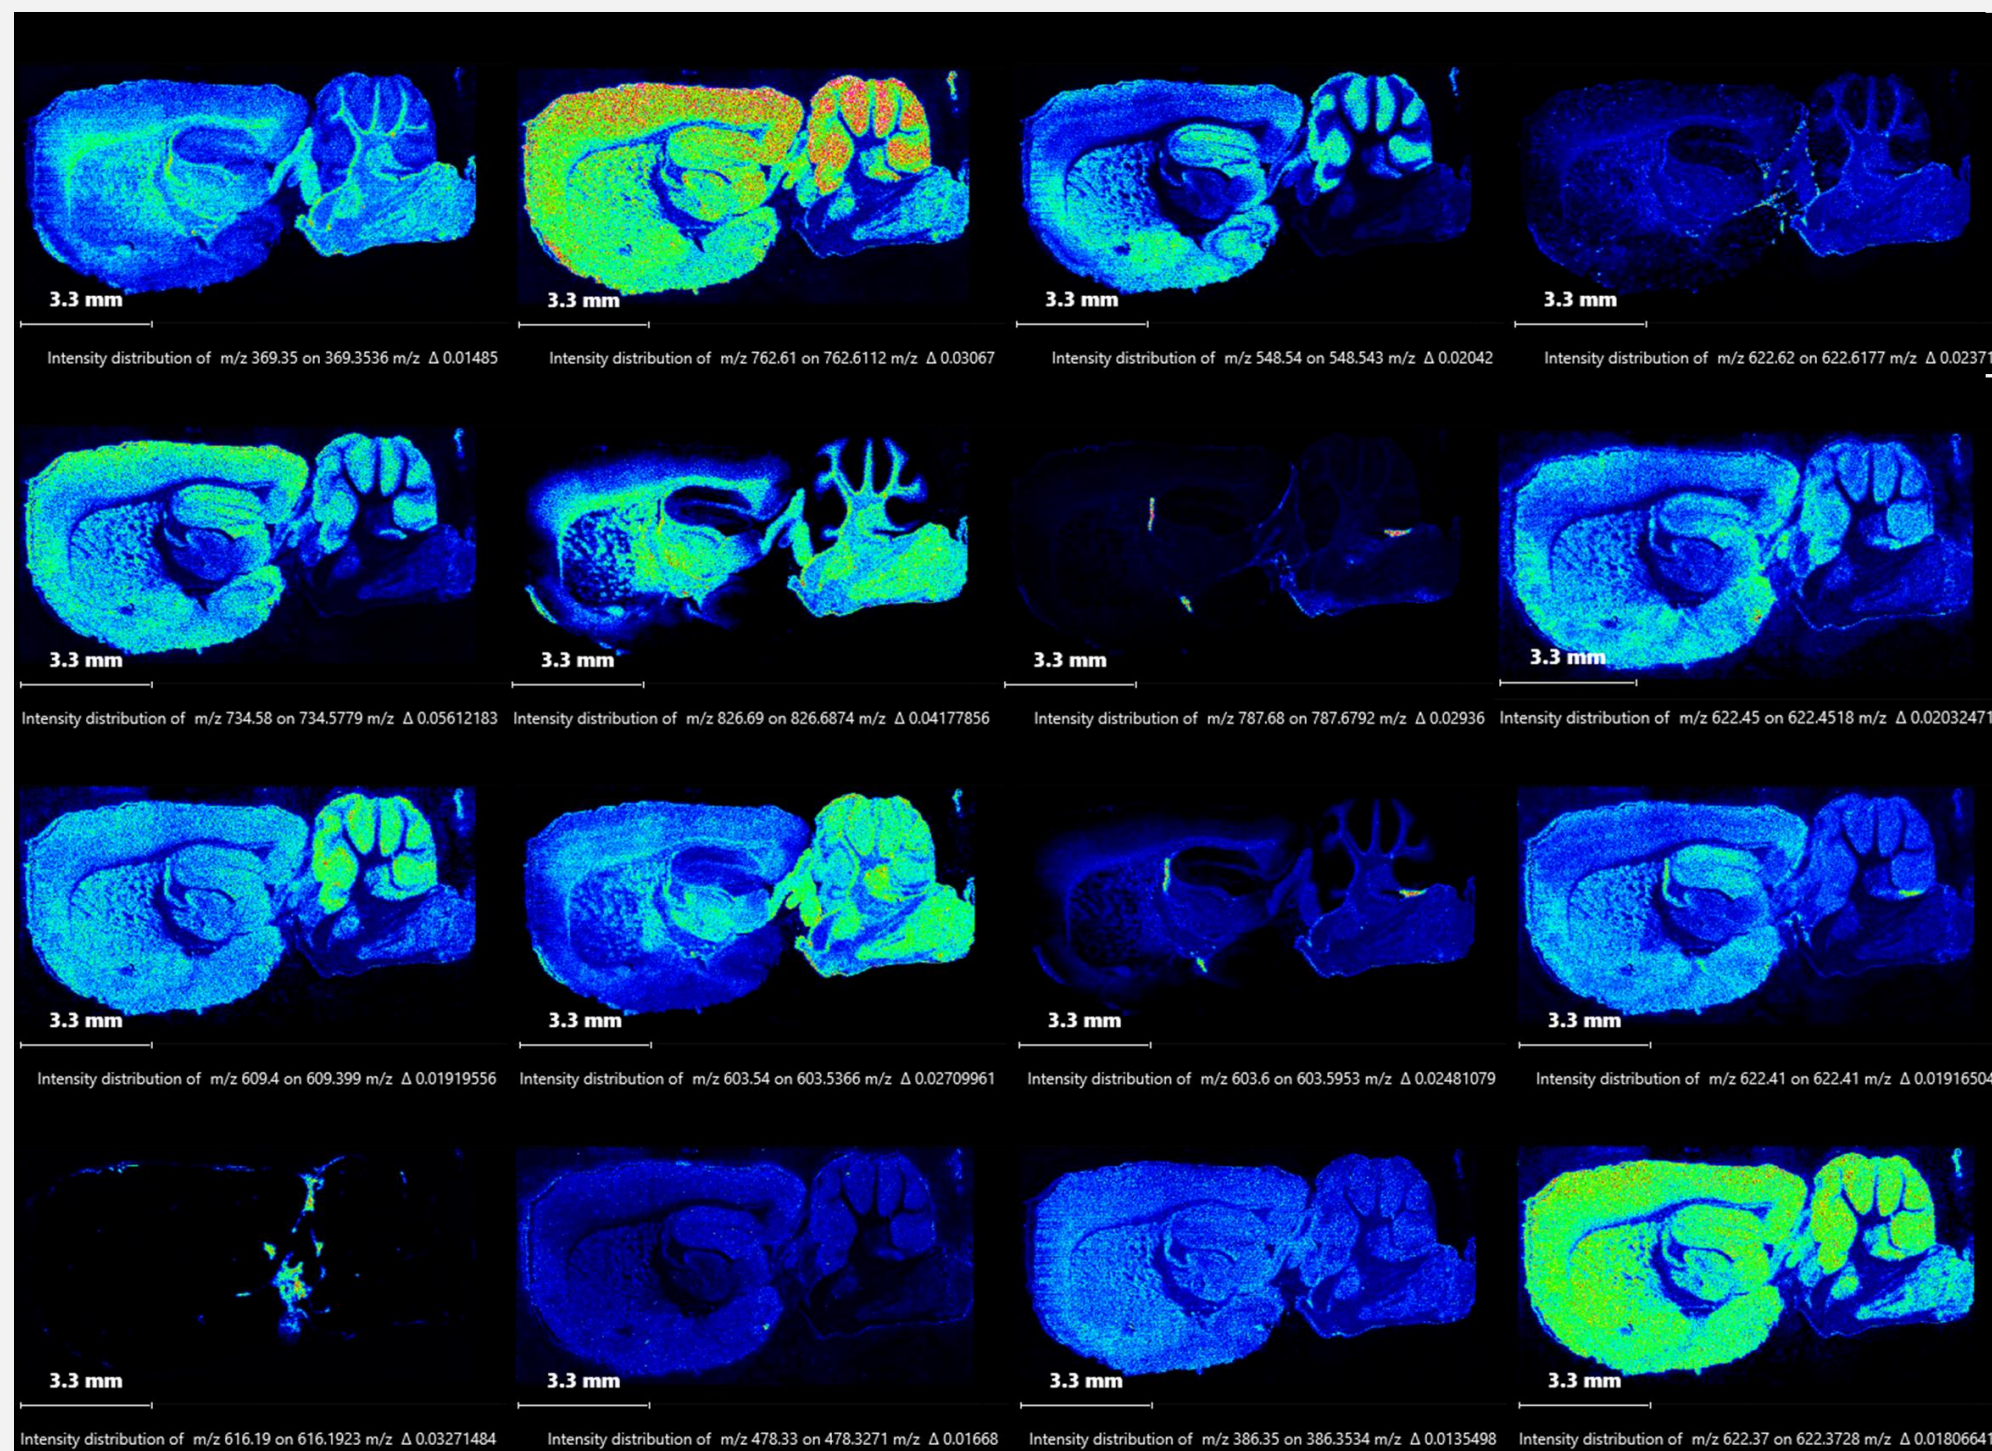 3.3 mm 3.3 mm 3.3 mm 3.3 mm
Intensity distribution of m/z 369.35 on 369.3536 m/z Δ 0.01485 Intensity distribution of m/z 762.61 on 762.6112 m/z Δ 0.03067 Intensity distribution of m/z 548.54 on 548.543 m/z Δ 0.02042 Intensity distribution of m/z 622.62 on 622.6177 m/z Δ 0.02371
3.3 mm 3.3 mm 3.3 mm 3.3 mm
Intensity distribution of m/z 734.58 on 734.5779 m/z Δ 0.05612183 Intensity distribution of m/z 826.69 on 826.6874 m/z Δ 0.04177856 Intensity distribution of m/z 787.68 on 787.6792 m/z Δ 0.02936 Intensity distribution of m/z 622.45 on 622.4518 m/z Δ 0.02032471
3.3 mm 3.3 mm 3.3 mm 3.3 mm
Intensity distribution of m/z 609.4 on 609.399 m/z Δ 0.01919556 Intensity distribution of m/z 603.54 on 603.5366 m/z Δ 0.02709961 Intensity distribution of m/z 603.6 on 603.5953 m/z Δ 0.02481079 Intensity distribution of m/z 622.41 on 622.41 m/z Δ 0.01916504
3.3 mm 3.3 mm 3.3 mm 3.3 mm
Intensity distribution of m/z 616.19 on 616.1923 m/z Δ 0.03271484 Intensity distribution of m/z 478.33 on 478.3271 m/z Δ 0.01668 Intensity distribution of m/z 386.35 on 386.3534 m/z Δ 0.0135498 Intensity distribution of m/z 622.37 on 622.3728 m/z Δ 0.01806641